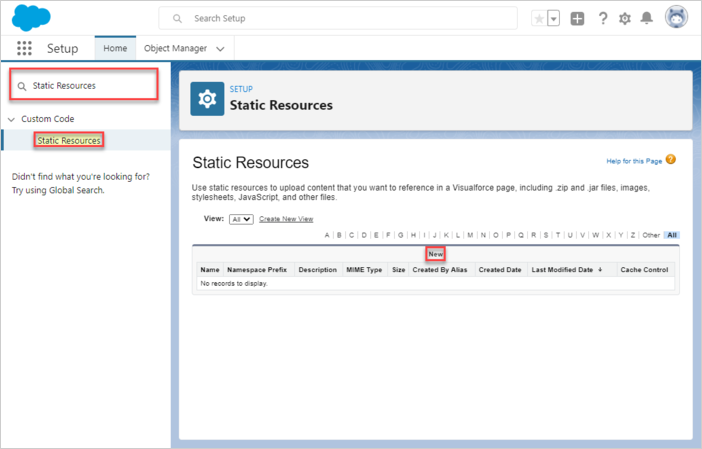 Search Setup
Setup
Home
Object Manager
Static Resources
Custom Code
Static Resources
Didn't find what you're looking for?
Try using Global Search.
SETUP
Static Resources
Static Resources
Help for this Page ?
Use static resources to upload content that you want to reference in a Visualforce page, including .zip and .jar files, images,
stylesheets, JavaScript, and other files.
View: All Create New View
A | B | C | D | E | F | G | H | I | J | K | L | M | N | O | P | Q | R | S | T | U | V | W | X | Y | Z | Other All
New
Name Namespace Prefix Description MIME Type Size Created By Alias Created Date Last Modified Date ↓ Cache Control
No records to display.